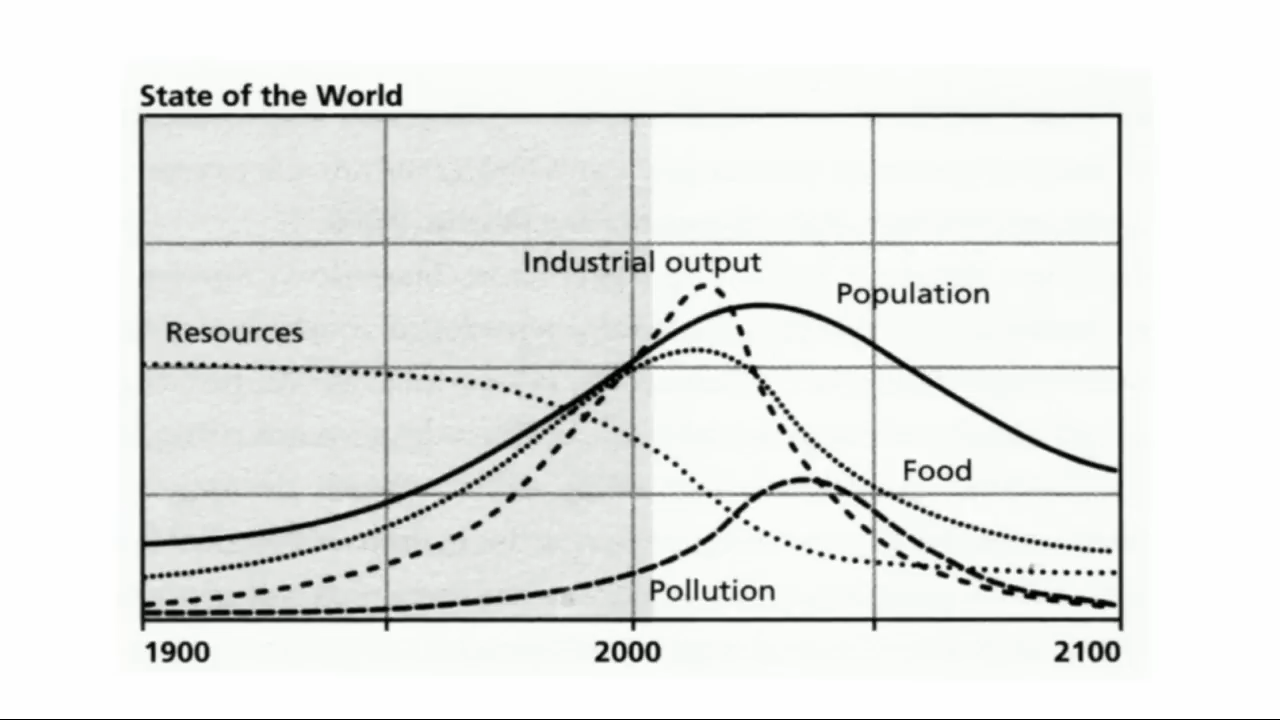 State of the World
Industrial output
Population
Resources
Food
Pollution
1900 2000 2100